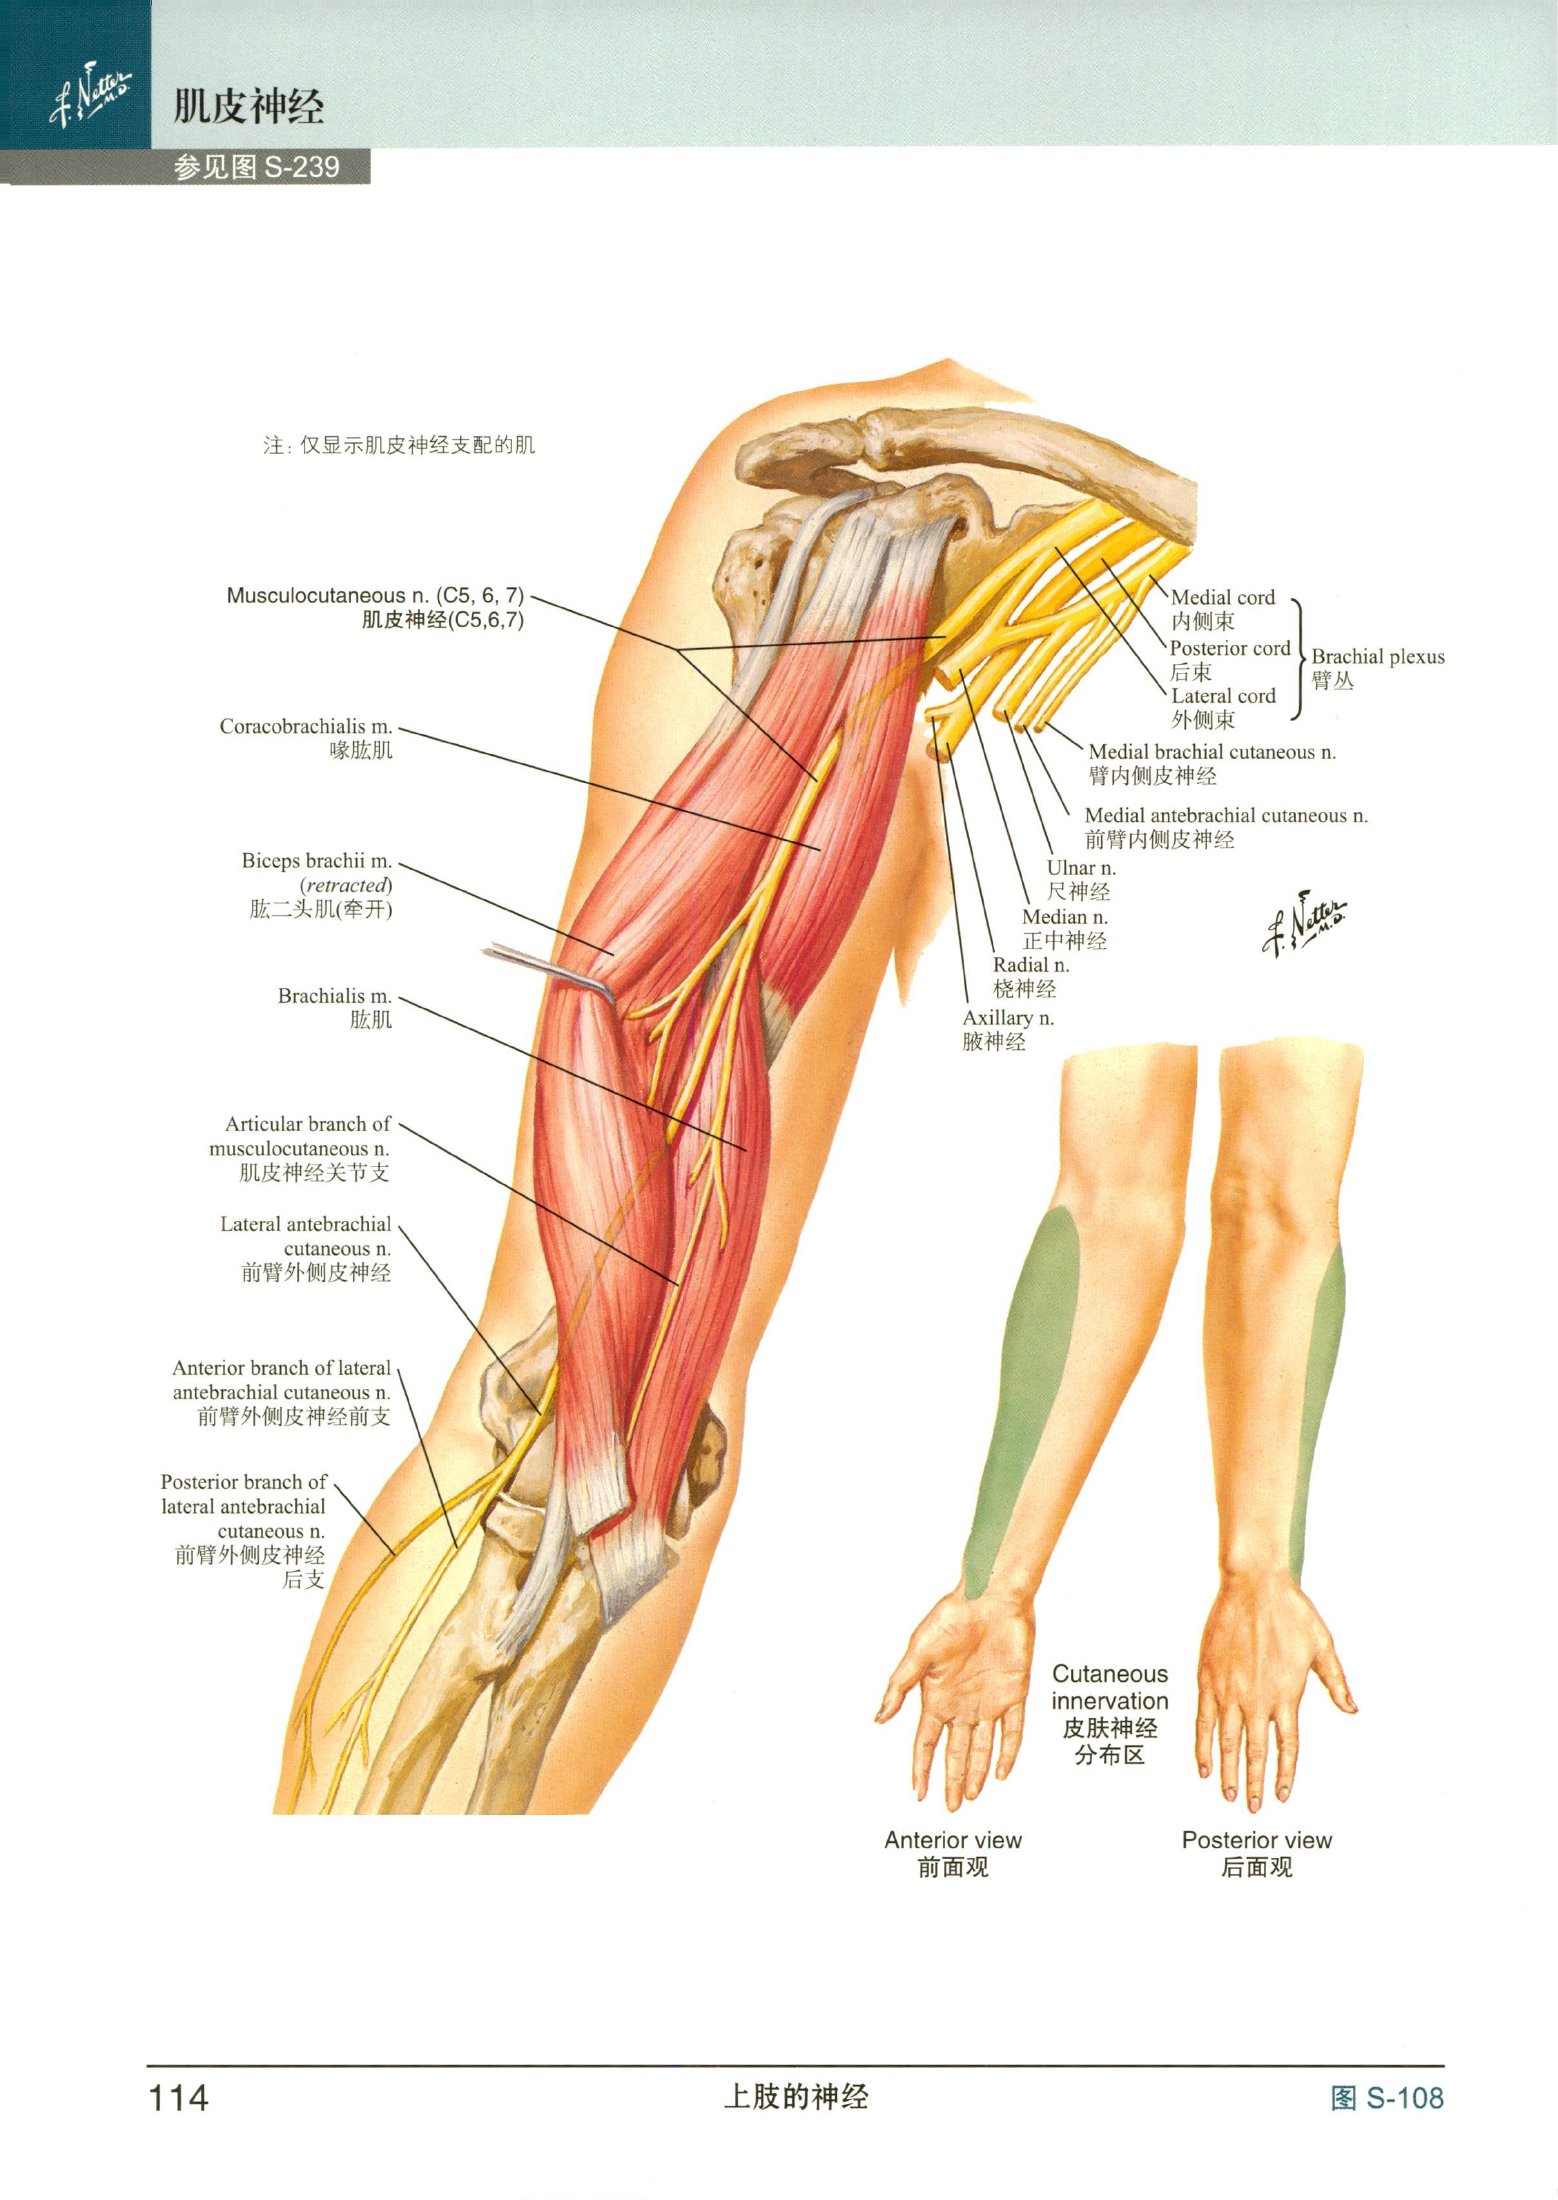 F. Netter M.D.
肌皮神经
参见图 S-239
注: 仅显示肌皮神经支配的肌
Musculocutaneous n. (C5, 6, 7)
肌皮神经(C5,6,7)
Coracobrachialis m.
喙肱肌
Biceps brachii m.
(retracted)
肱二头肌(牵开)
Brachialis m.
肱肌
Articular branch of
musculocutaneous n.
肌皮神经关节支
Lateral antebrachial
cutaneous n.
前臂外侧皮神经
Anterior branch of lateral
antebrachial cutaneous n.
前臂外侧皮神经前支
Posterior branch of
lateral antebrachial
cutaneous n.
前臂外侧皮神经
后支
Medial cord
内侧束
Posterior cord
后束
Lateral cord
外侧束
Brachial plexus
臂丛
Medial brachial cutaneous n.
臂内侧皮神经
Medial antebrachial cutaneous n.
前臂内侧皮神经
Ulnar n.
尺神经
Median n.
正中神经
Radial n.
桡神经
Axillary n.
腋神经
F. Netter M.D.
Cutaneous
innervation
皮肤神经
分布区
Anterior view
前面观
Posterior view
后面观
114
上肢的神经
图 S-108